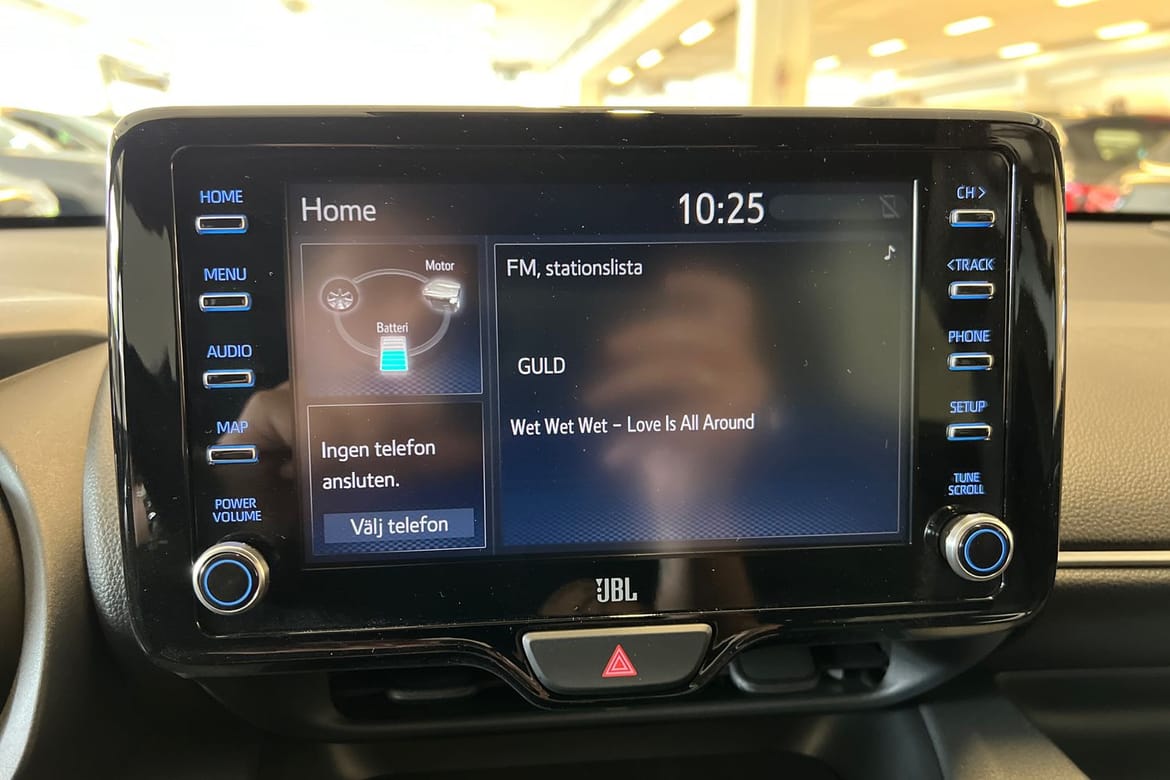 HOME
MENU
AUDIO
MAP
POWER
VOLUME
Home
10:25
Motor
Batteri
Ingen telefon
ansluten.
Välj telefon
FM, stationslista
GULD
Wet Wet Wet – Love Is All Around
CH >
< TRACK
PHONE
SETUP
TUNE
SCROLL
JBL